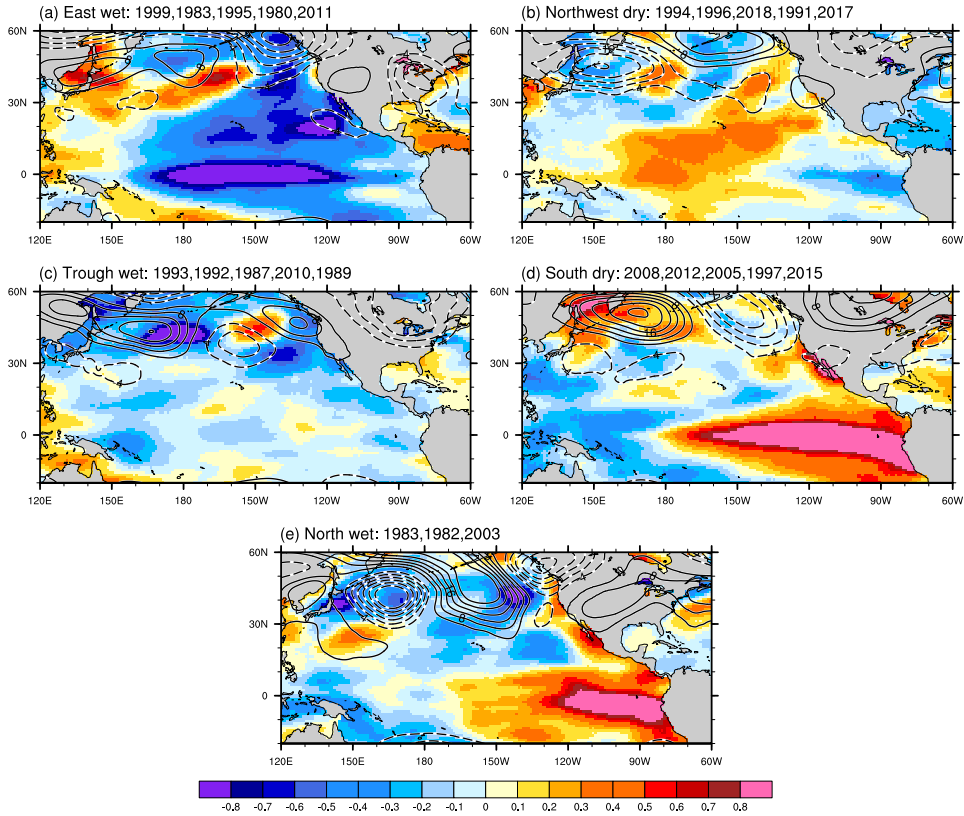 (a) East wet: 1999,1983,1995,1980,2011
60N
30N
0
120E 150E 180 150W 120W 90W 60W
(b) Northwest dry: 1994,1996,2018,1991,2017
60N
30N
0
120E 150E 180 150W 120W 90W 60W
(c) Trough wet: 1993,1992,1987,2010,1989
60N
30N
0
120E 150E 180 150W 120W 90W 60W
(d) South dry: 2008,2012,2005,1997,2015
60N
30N
0
120E 150E 180 150W 120W 90W 60W
(e) North wet: 1983,1982,2003
60N
30N
0
120E 150E 180 150W 120W 90W 60W
-0.8 -0.7 -0.6 -0.5 -0.4 -0.3 -0.2 -0.1 0 0.1 0.2 0.3 0.4 0.5 0.6 0.7 0.8